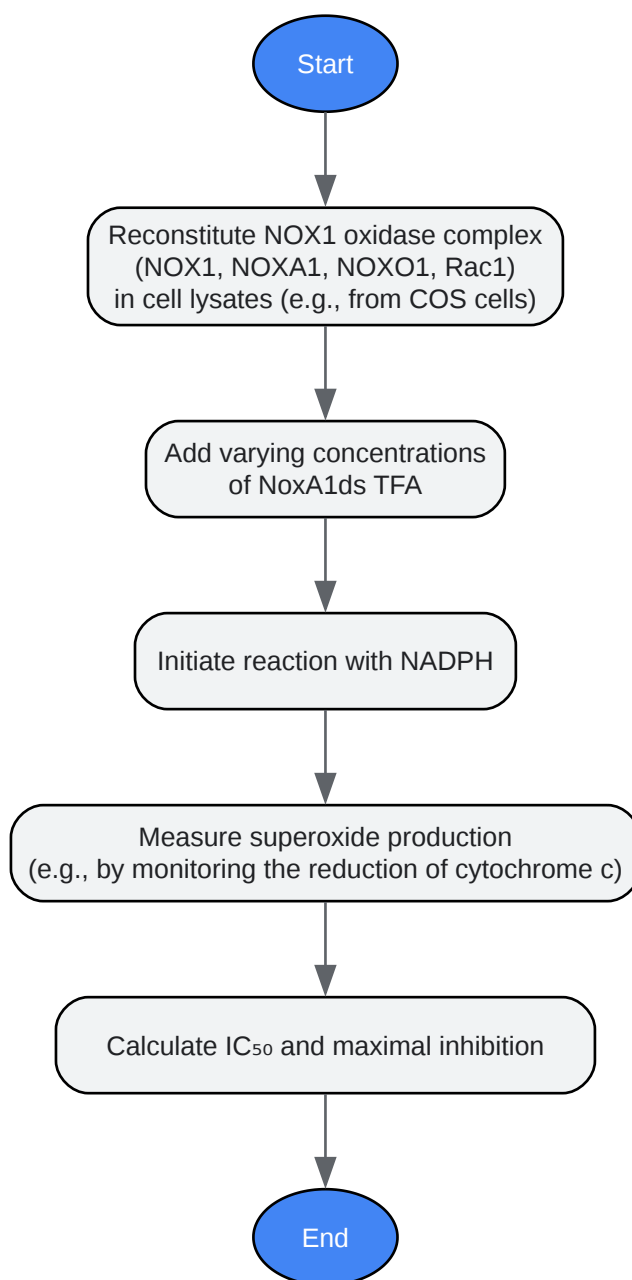 Start
Reconstitute NOX1 oxidase complex
(NOX1, NOXA1, NOXO1, Rac1)
in cell lysates (e.g., from COS cells)
Add varying concentrations
of NoxA1ds TFA
Initiate reaction with NADPH
Measure superoxide production
(e.g., by monitoring the reduction of cytochrome c)
Calculate IC₅₀ and maximal inhibition
End